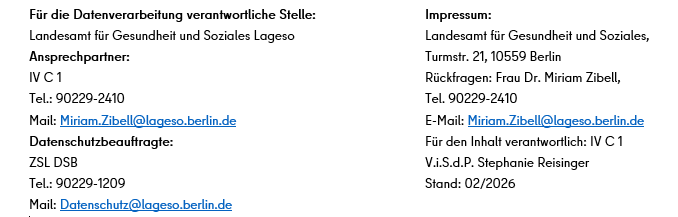 Für die Datenverarbeitung verantwortliche Stelle:
Landesamt für Gesundheit und Soziales Lageso
Ansprechpartner:
IV C 1
Tel.: 90229-2410
Mail: Miriam.Zibell@lageso.berlin.de
Datenschutzbeauftragte:
ZSL DSB
Tel.: 90229-1209
Mail: Datenschutz@lageso.berlin.de
Impressum:
Landesamt für Gesundheit und Soziales,
Turmstr. 21, 10559 Berlin
Rückfragen: Frau Dr. Miriam Zibell,
Tel. 90229-2410
E-Mail: Miriam.Zibell@lageso.berlin.de
Für den Inhalt verantwortlich: IV C 1
V.i.S.d.P. Stephanie Reisinger
Stand: 02/2026